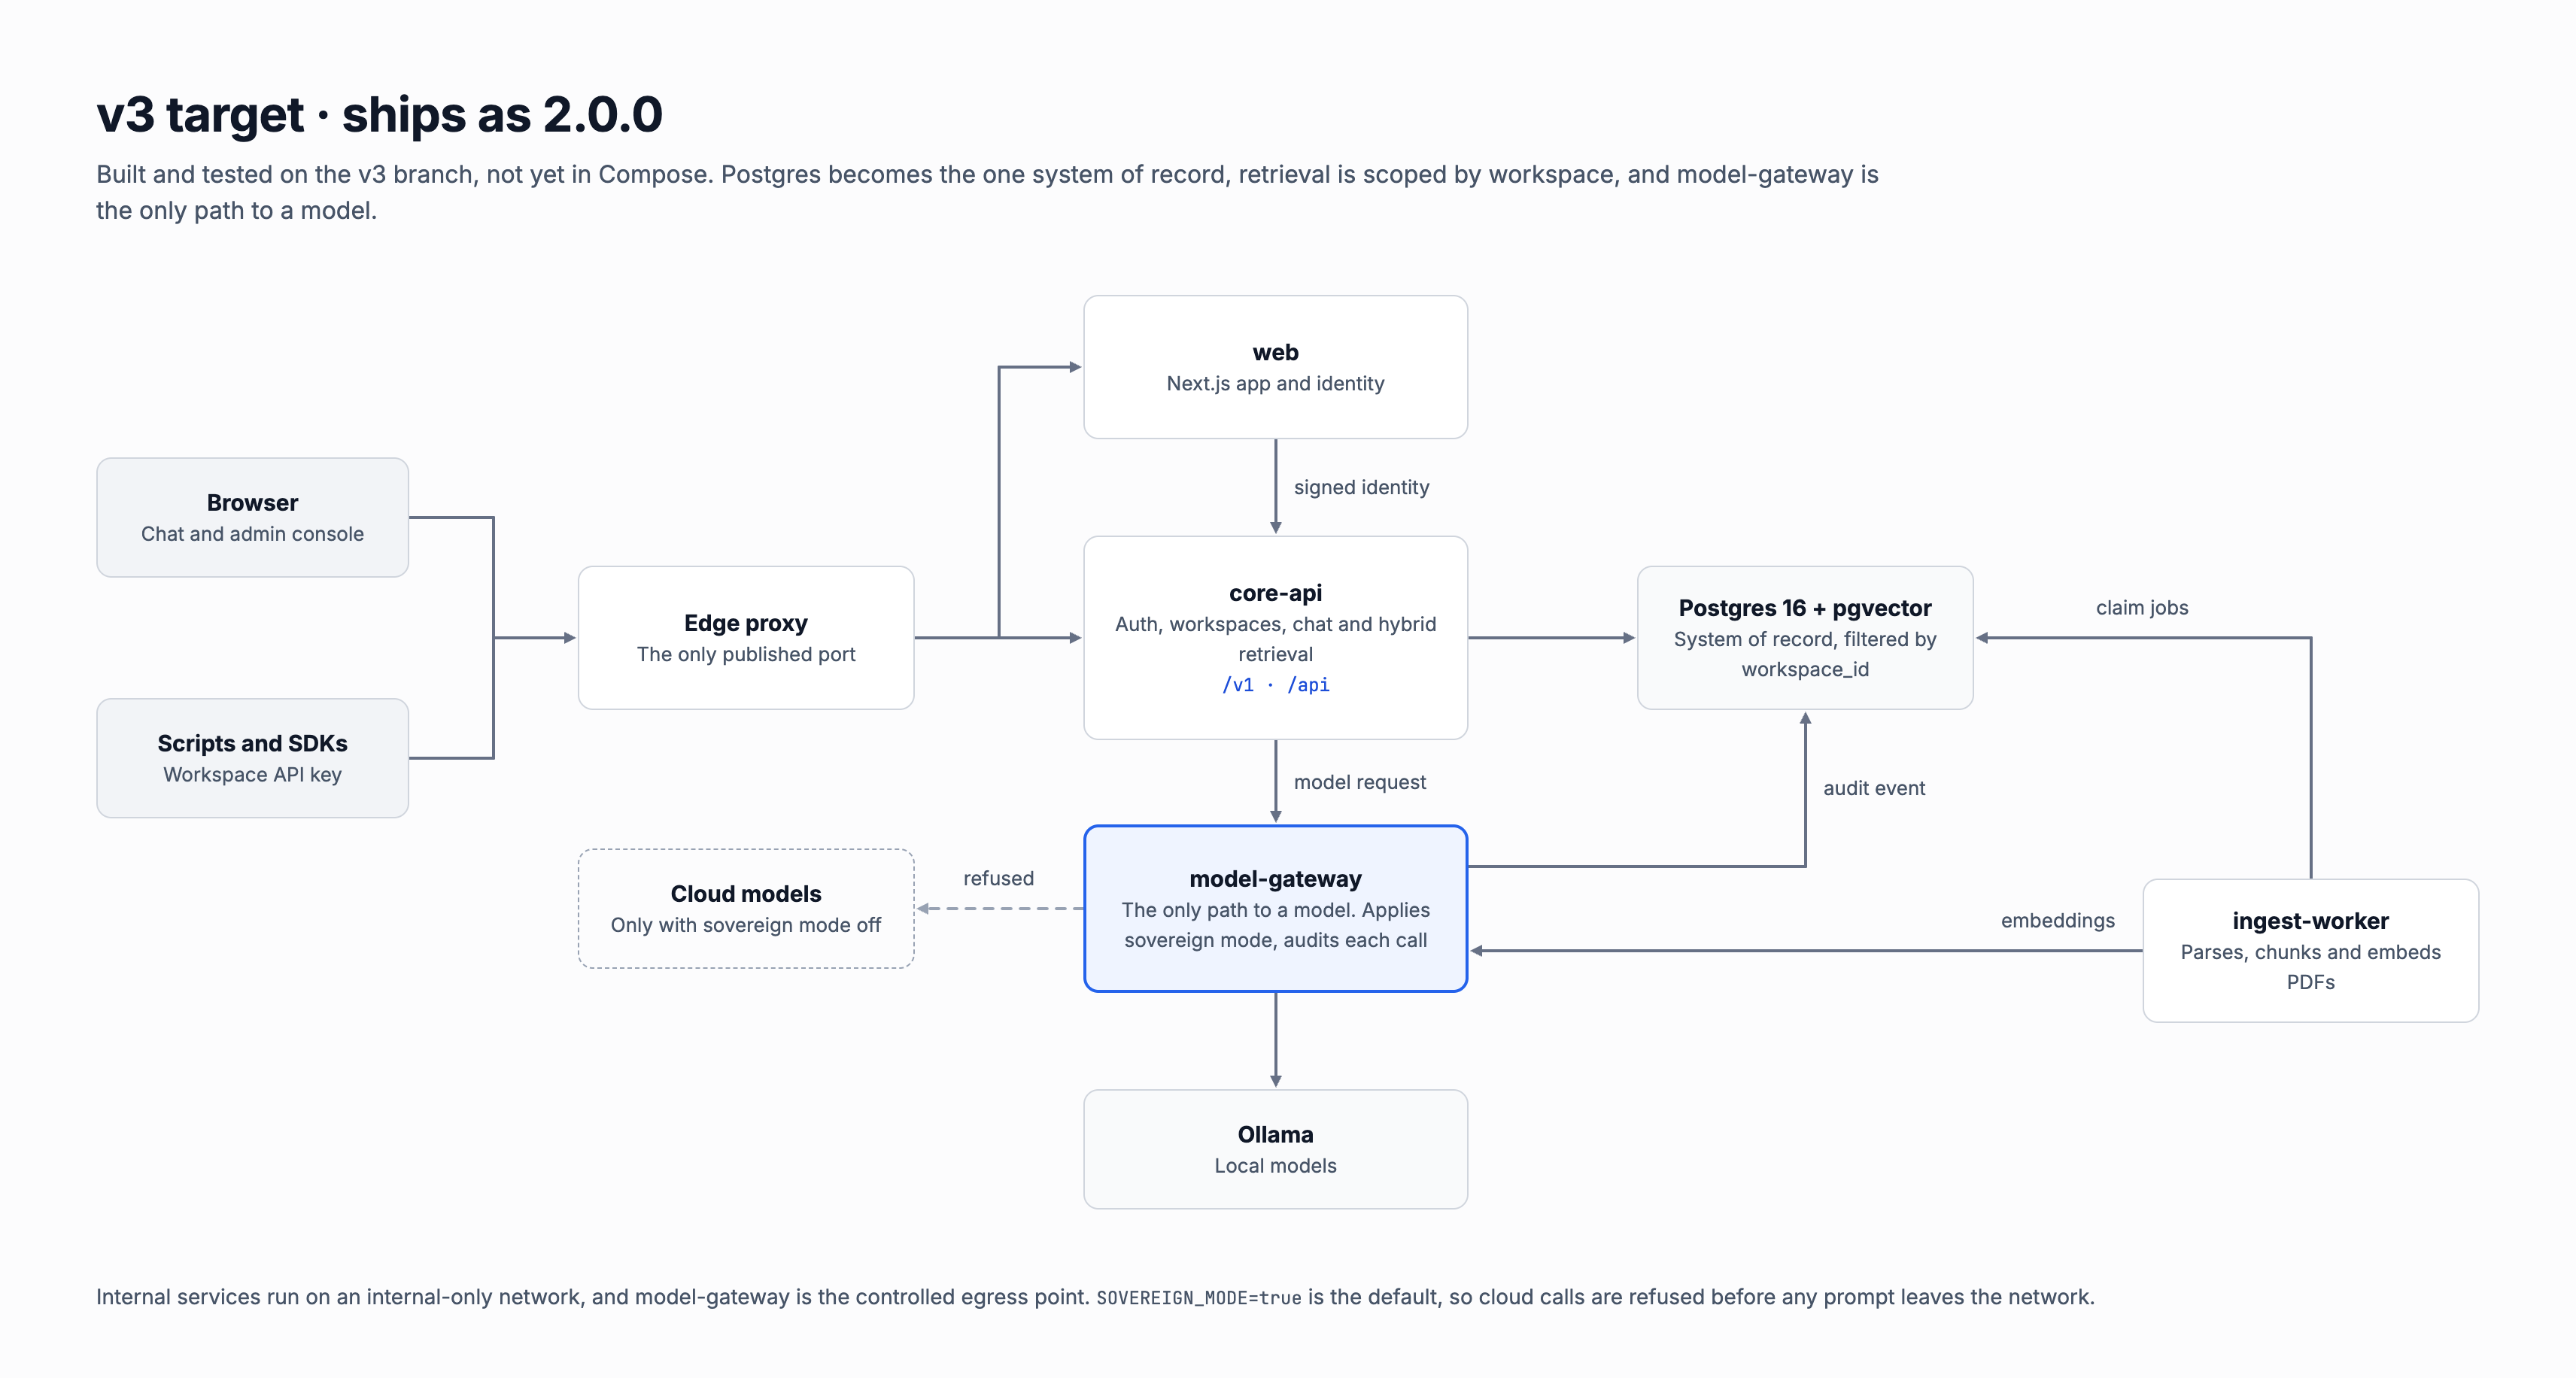 v3 target · ships as 2.0.0
Built and tested on the v3 branch, not yet in Compose. Postgres becomes the one system of record, retrieval is scoped by workspace, and model-gateway is
the only path to a model.
web
Next.js app and identity
signed identity
Browser
Chat and admin console
Scripts and SDKs
Workspace API key
Edge proxy
The only published port
core-api
Auth, workspaces, chat and hybrid
retrieval
/v1 · /api
Postgres 16 + pgvector
System of record, filtered by
workspace_id
claim jobs
model request
audit event
Cloud models
Only with sovereign mode off
refused
model-gateway
The only path to a model. Applies
sovereign mode, audits each call
embeddings
ingest-worker
Parses, chunks and embeds
PDFs
Ollama
Local models
Internal services run on an internal-only network, and model-gateway is the controlled egress point. SOVEREIGN_MODE=true is the default, so cloud calls are refused before any prompt leaves the network.